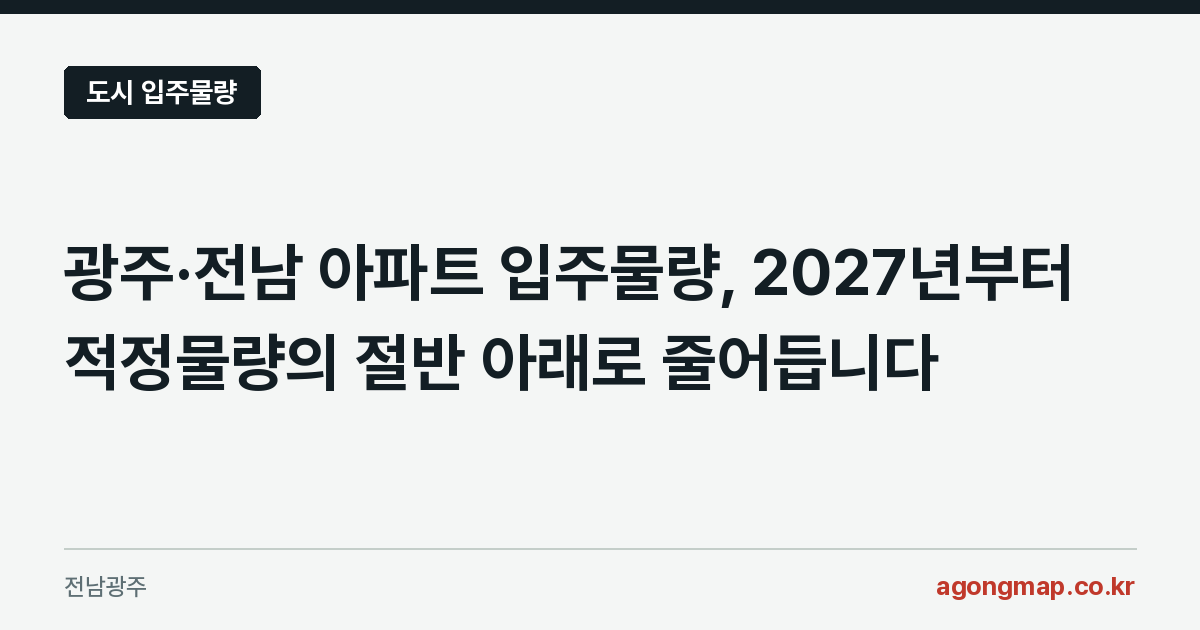 도시 입주물량
광주·전남 아파트 입주물량, 2027년부터
적정물량의 절반 아래로 줄어듭니다
전남광주
agongmap.co.kr